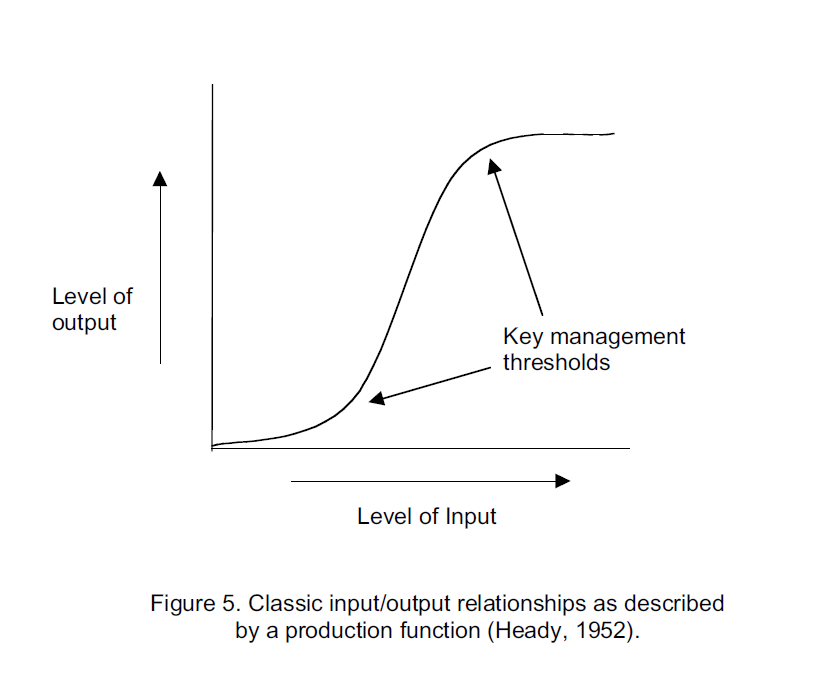 Level of
output
Key management
thresholds
Level of Input
Figure 5. Classic input/output relationships as described
by a production function (Heady, 1952).